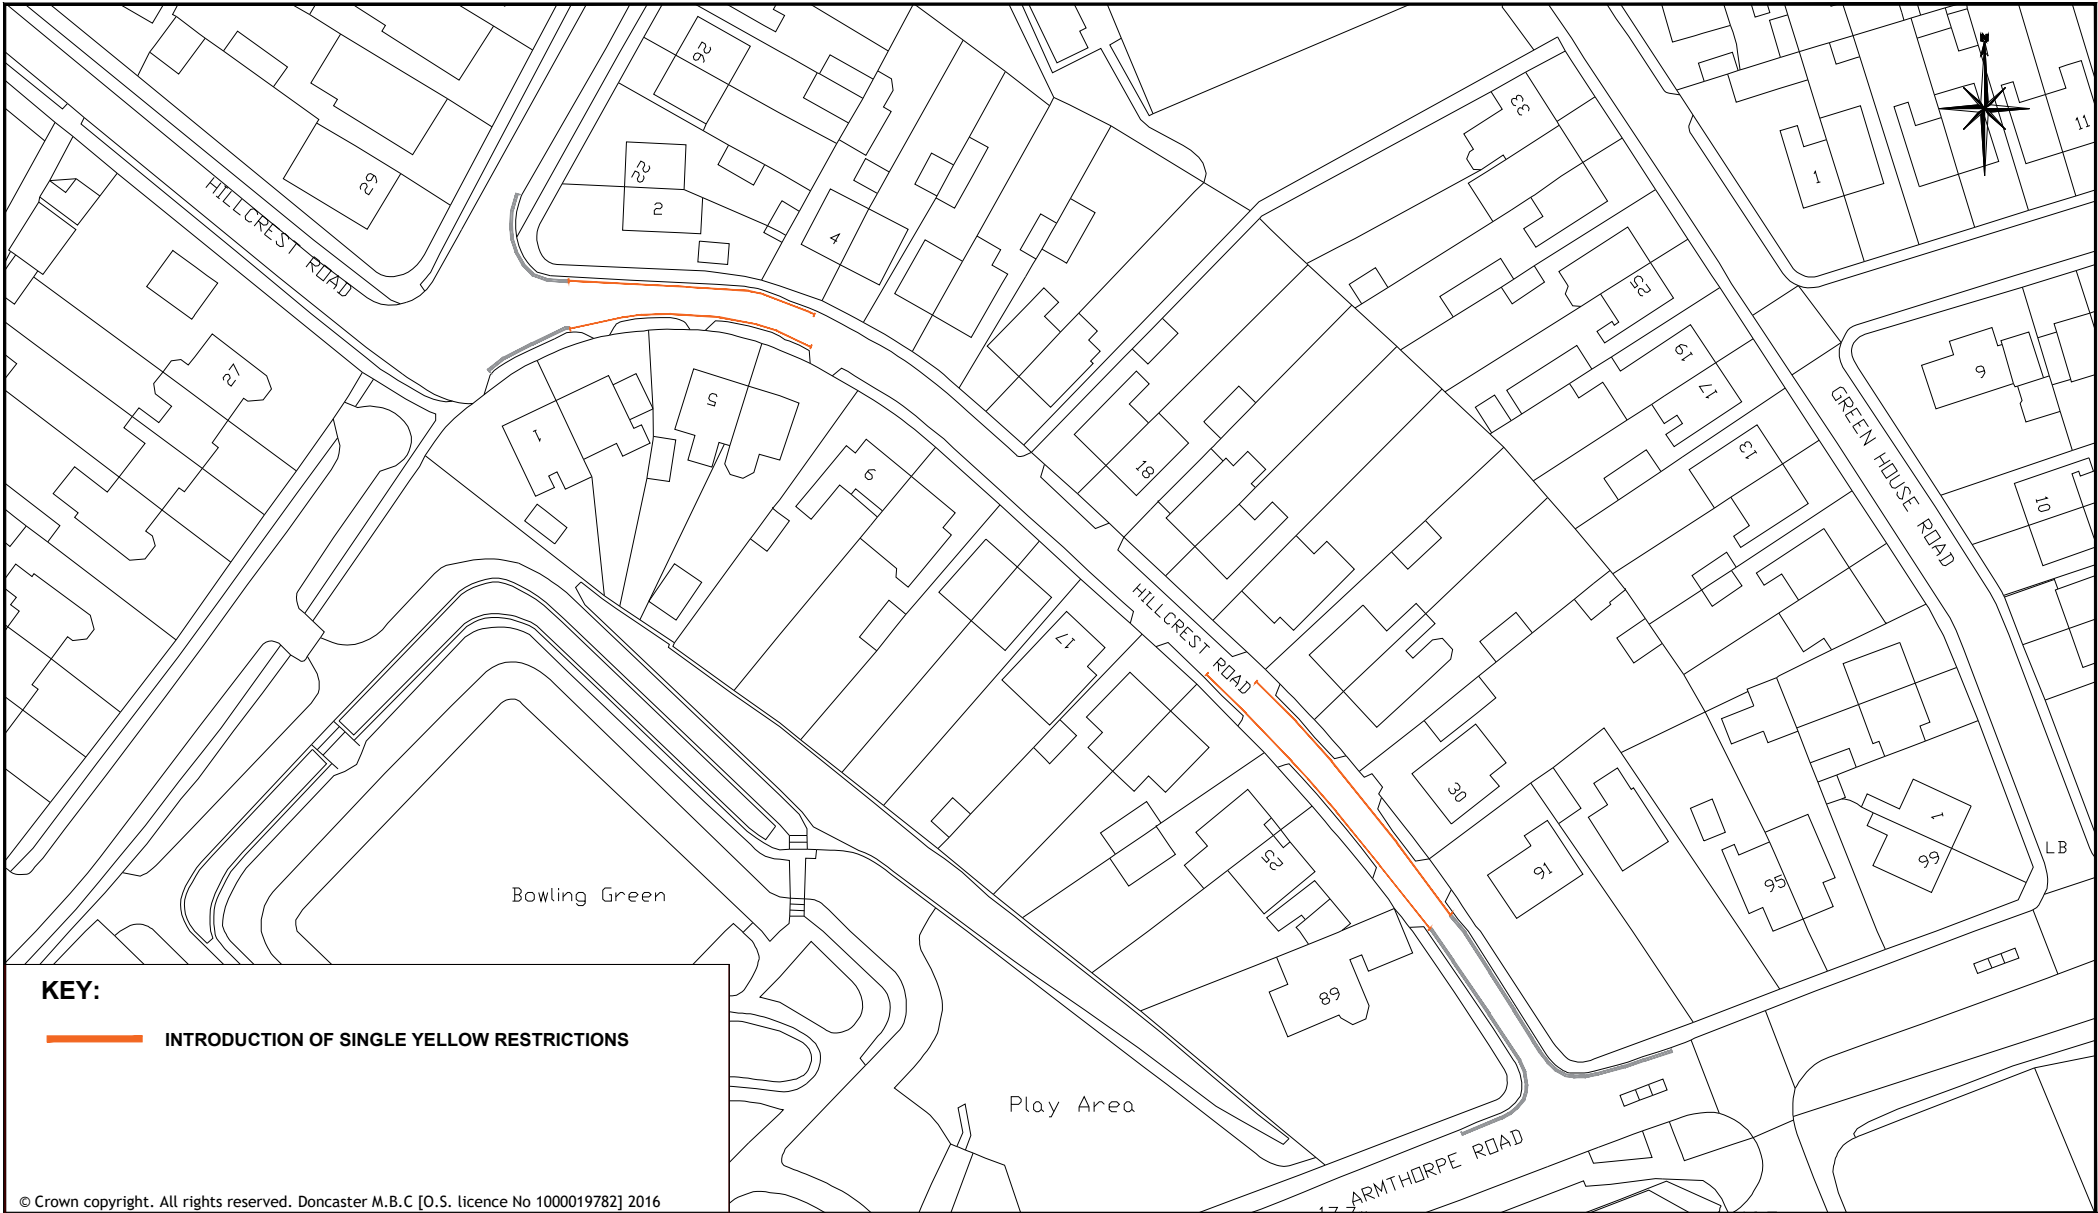 26
33
11
1
22
29
2
HILLCREST ROAD
4
23
27
19
9
17
GREEN HOUSE ROAD
5
1
13
18
9
10
HILLCREST ROAD
17
30
1
LB
25
99
91
95
Bowling Green
89
KEY:
INTRODUCTION OF SINGLE YELLOW RESTRICTIONS
Play Area
ARMTHORPE ROAD
© Crown copyright. All rights reserved. Doncaster M.B.C [O.S. licence No 1000019782] 2016